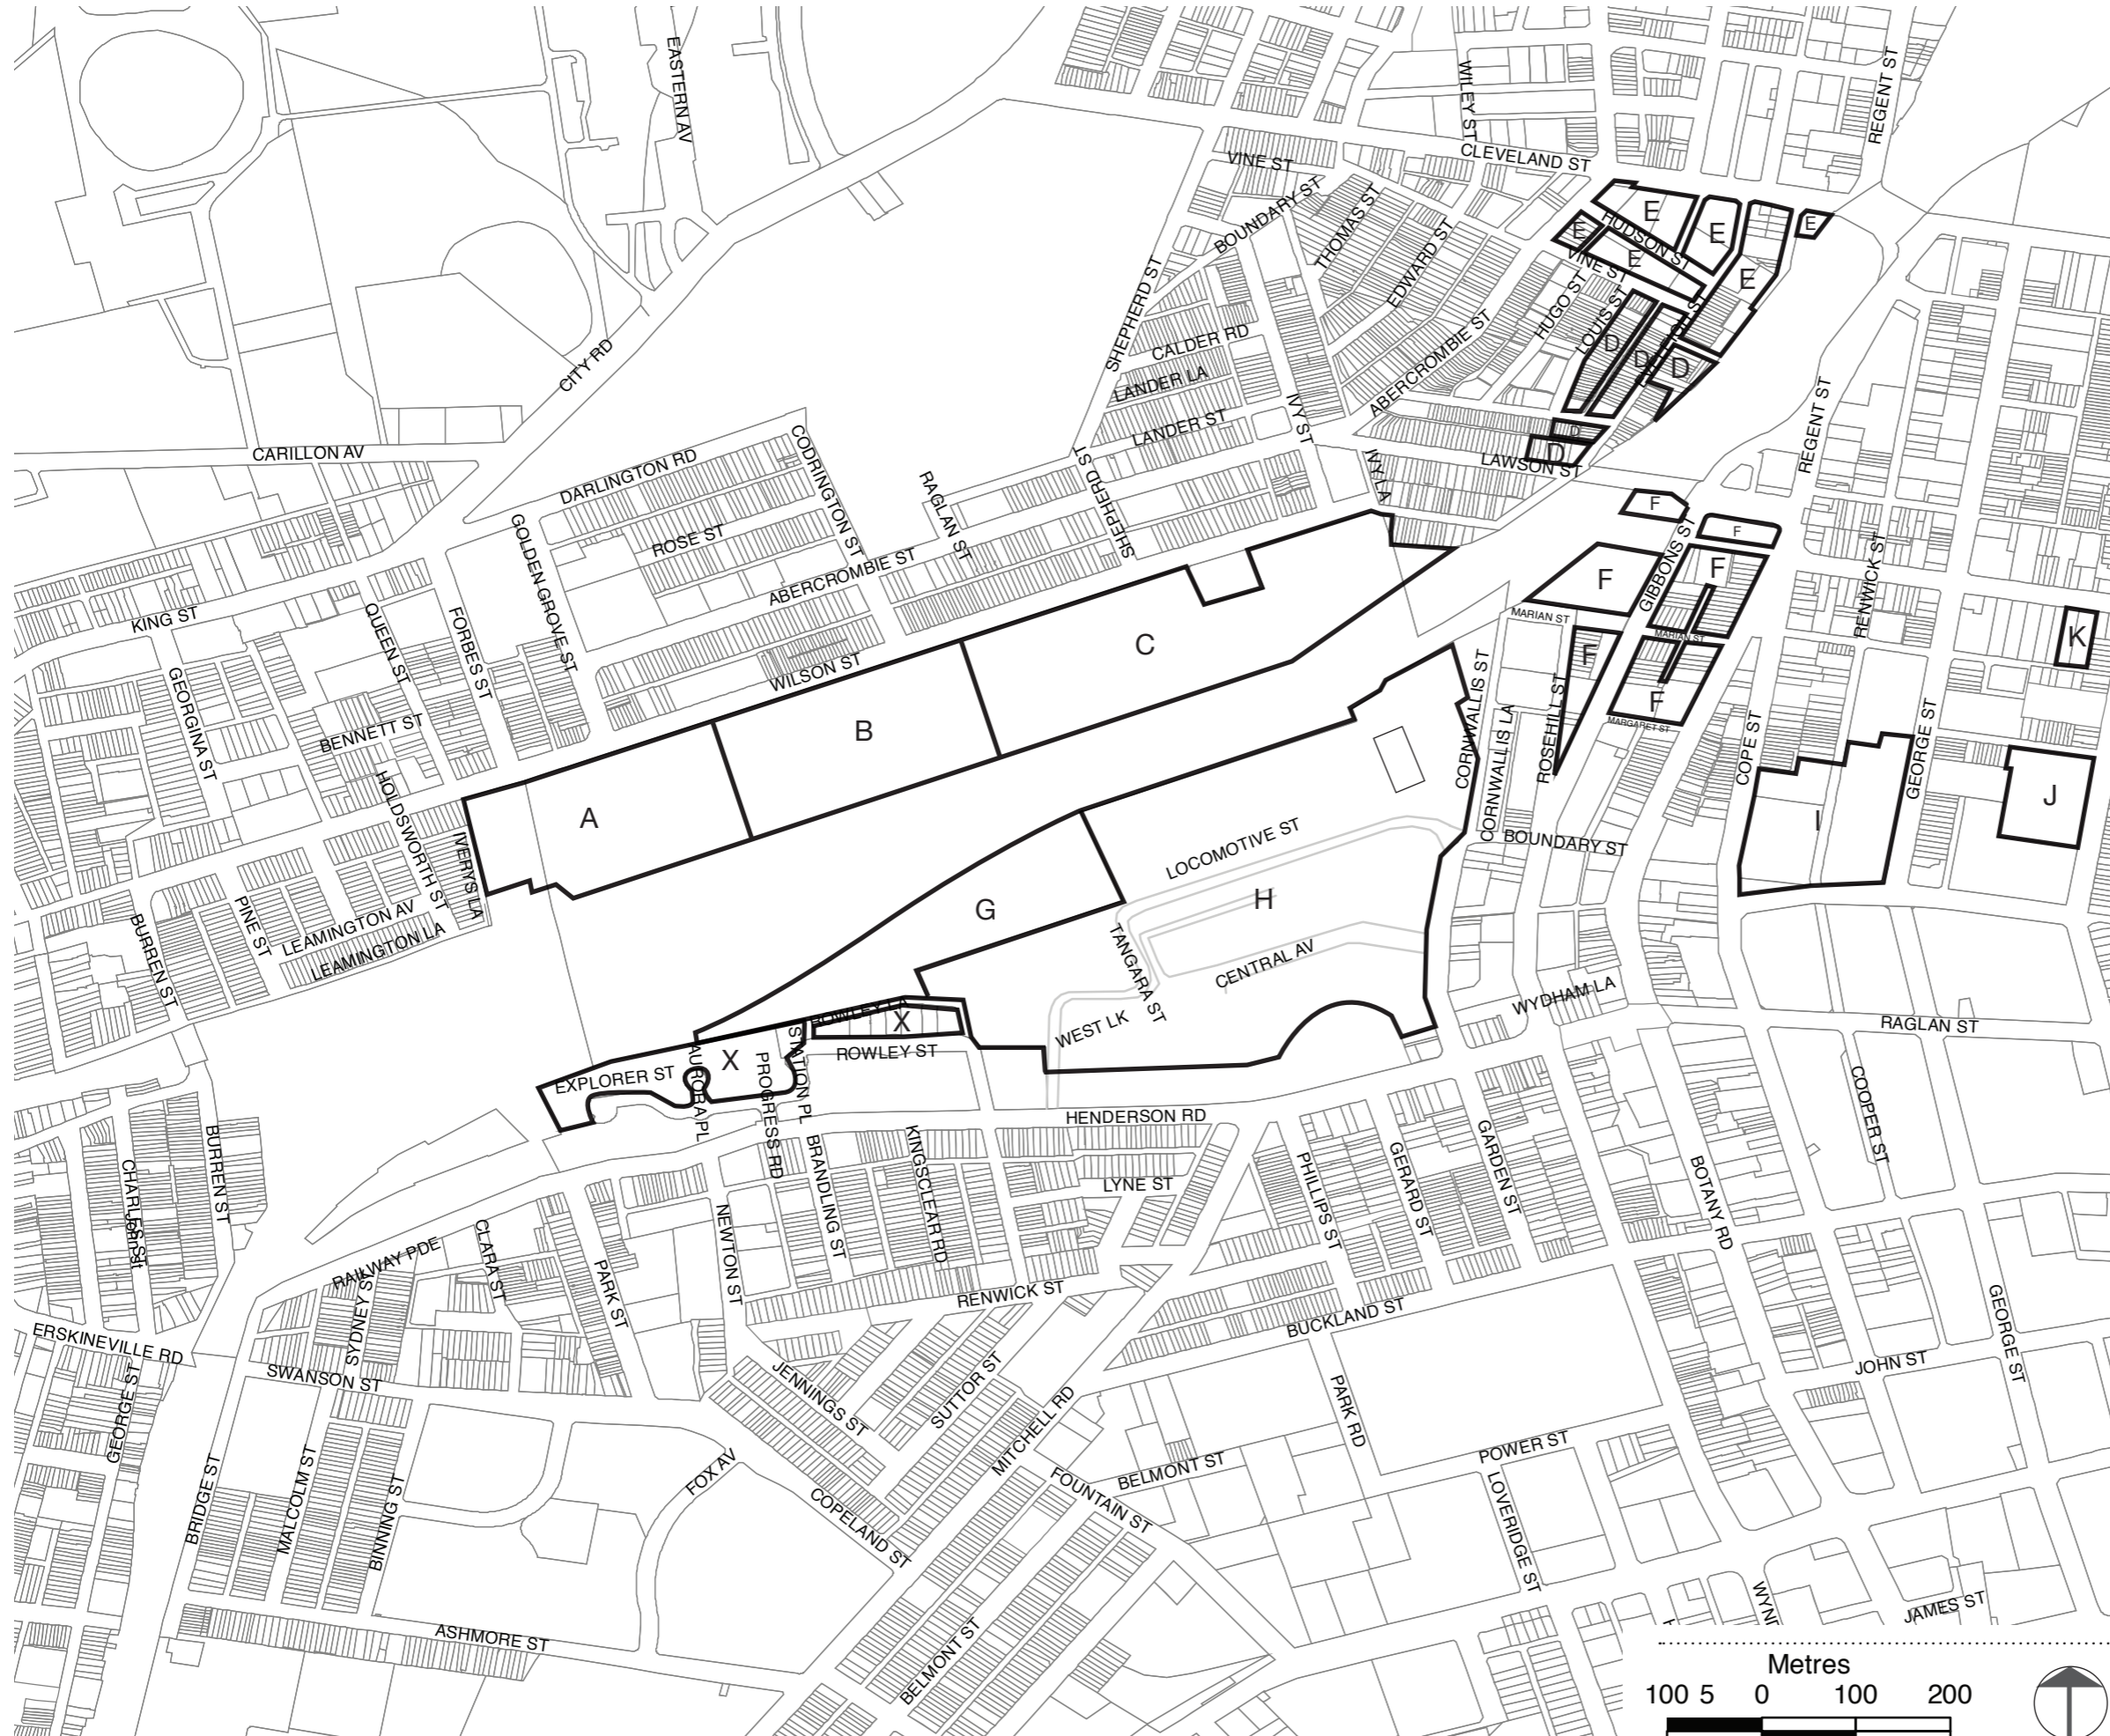 EASTERN AV
WILEY ST
REGENT ST
CLEVELAND ST
VINE ST
BOUNDARY ST
THOMAS ST
EDWARD ST
SHEPHERD ST
E
E
E
E
E
E
HUDSON ST
VINE ST
HUGO ST
LOUIS ST
CALDER RD
LANDER LA
ABERCROMBIE ST
D
D
D
D
D
CITY RD
LANDER ST
IVY ST
REGENT ST
CARILLON AV
DARLINGTON RD
CODRINGTON ST
RAGLAN ST
SHEPHERD ST
IVY LA
LAWSON ST
ROSE ST
GOLDEN GROVE ST
ABERCROMBIE ST
F
F
F
F
F
F
GIBBONS ST
RENWICK ST
KING ST
QUEEN ST
FORBES ST
MARIAN ST
MARIAN ST
K
C
WILSON ST
GEORGINA ST
BENNETT ST
B
CORNWALLIS ST
CORNWALLIS LA
ROSEHILL ST
MARGARET ST
COPE ST
GEORGE ST
HOLDSWORTH ST
A
IVERYS LA
LOCOMOTIVE ST
BOUNDARY ST
I
J
BURREN ST
PINE ST
LEAMINGTON AV
LEAMINGTON LA
G
H
TANGARA ST
CENTRAL AV
WYDHAM LA
ROWLEY LA
X
WEST LK
RAGLAN ST
EXPLORER ST
AURORA PL
X
PROGRESS RD
STATION PL
ROWLEY ST
HENDERSON RD
COOPER ST
BURREN ST
CHARLES ST
John St
BRANDLING ST
KINGSCLEAR RD
LYNE ST
PHILLIPS ST
GERARD ST
GARDEN ST
BOTANY RD
RAILWAY PDE
SYDNEY ST
CLARA ST
PARK ST
NEWTON ST
RENWICK ST
BUCKLAND ST
GEORGE ST
ERSKINEVILLE RD
SWANSON ST
GEORGE ST
JENNINGS ST
SUTTOR ST
MITCHELL RD
PARK RD
JOHN ST
BRIDGE ST
MALCOLM ST
BINNING ST
FOX AV
COPELAND ST
FOUNTAIN ST
BELMONT ST
POWER ST
LOVERIDGE ST
ASHMORE ST
BELMONT ST
JAMES ST
Metres
100 5 0 100 200